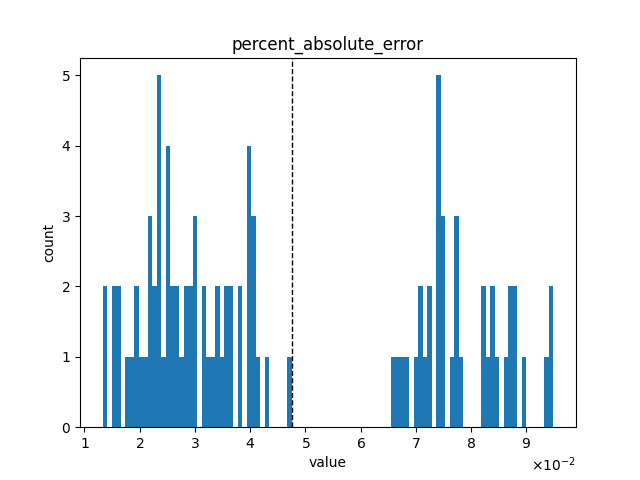 percent_absolute_error
count
5
4
3
2
1
0
1 2 3 4 5 6 7 8 9
value
×10⁻²